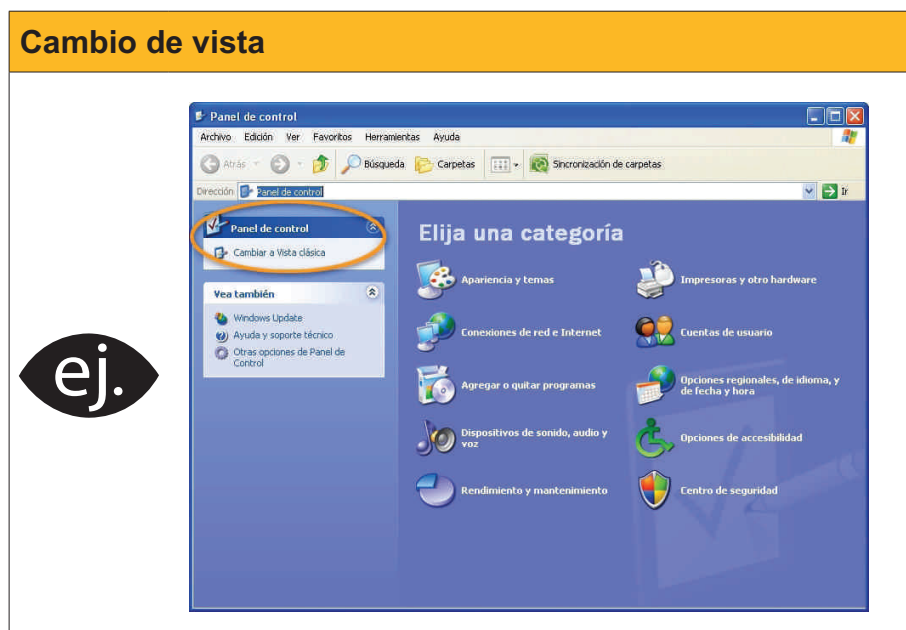 Cambio de vista
Panel de control
Archivo Edición Ver Favoritos Herramientas Ayuda
Atrás Búsqueda Carpetas Sincronización de carpetas
Dirección Panel de control Ir
Panel de control
Cambiar a Vista clásica
Vea también
Windows Update
Ayuda y soporte técnico
Otras opciones de Panel de
Control
ej.
Elija una categoría
Apariencia y temas
Impresoras y otro hardware
Conexiones de red e Internet
Cuentas de usuario
Agregar o quitar programas
Opciones regionales, de idioma, y
de fecha y hora
Dispositivos de sonido, audio y
voz
Opciones de accesibilidad
Rendimiento y mantenimiento
Centro de seguridad